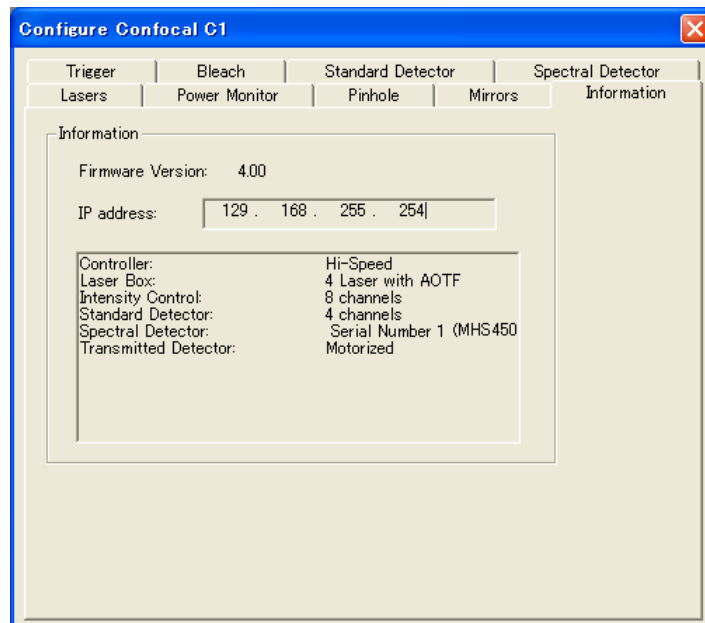 Configure Confocal C1
Trigger Bleach Standard Detector Spectral Detector
Lasers Power Monitor Pinhole Mirrors Information
Information
Firmware Version: 4.00
IP address: 129 . 168 . 255 . 254
Controller: Hi-Speed
Laser Box: 4 Laser with AOTF
Intensity Control: 8 channels
Standard Detector: 4 channels
Spectral Detector: Serial Number 1 (MHS450
Transmitted Detector: Motorized